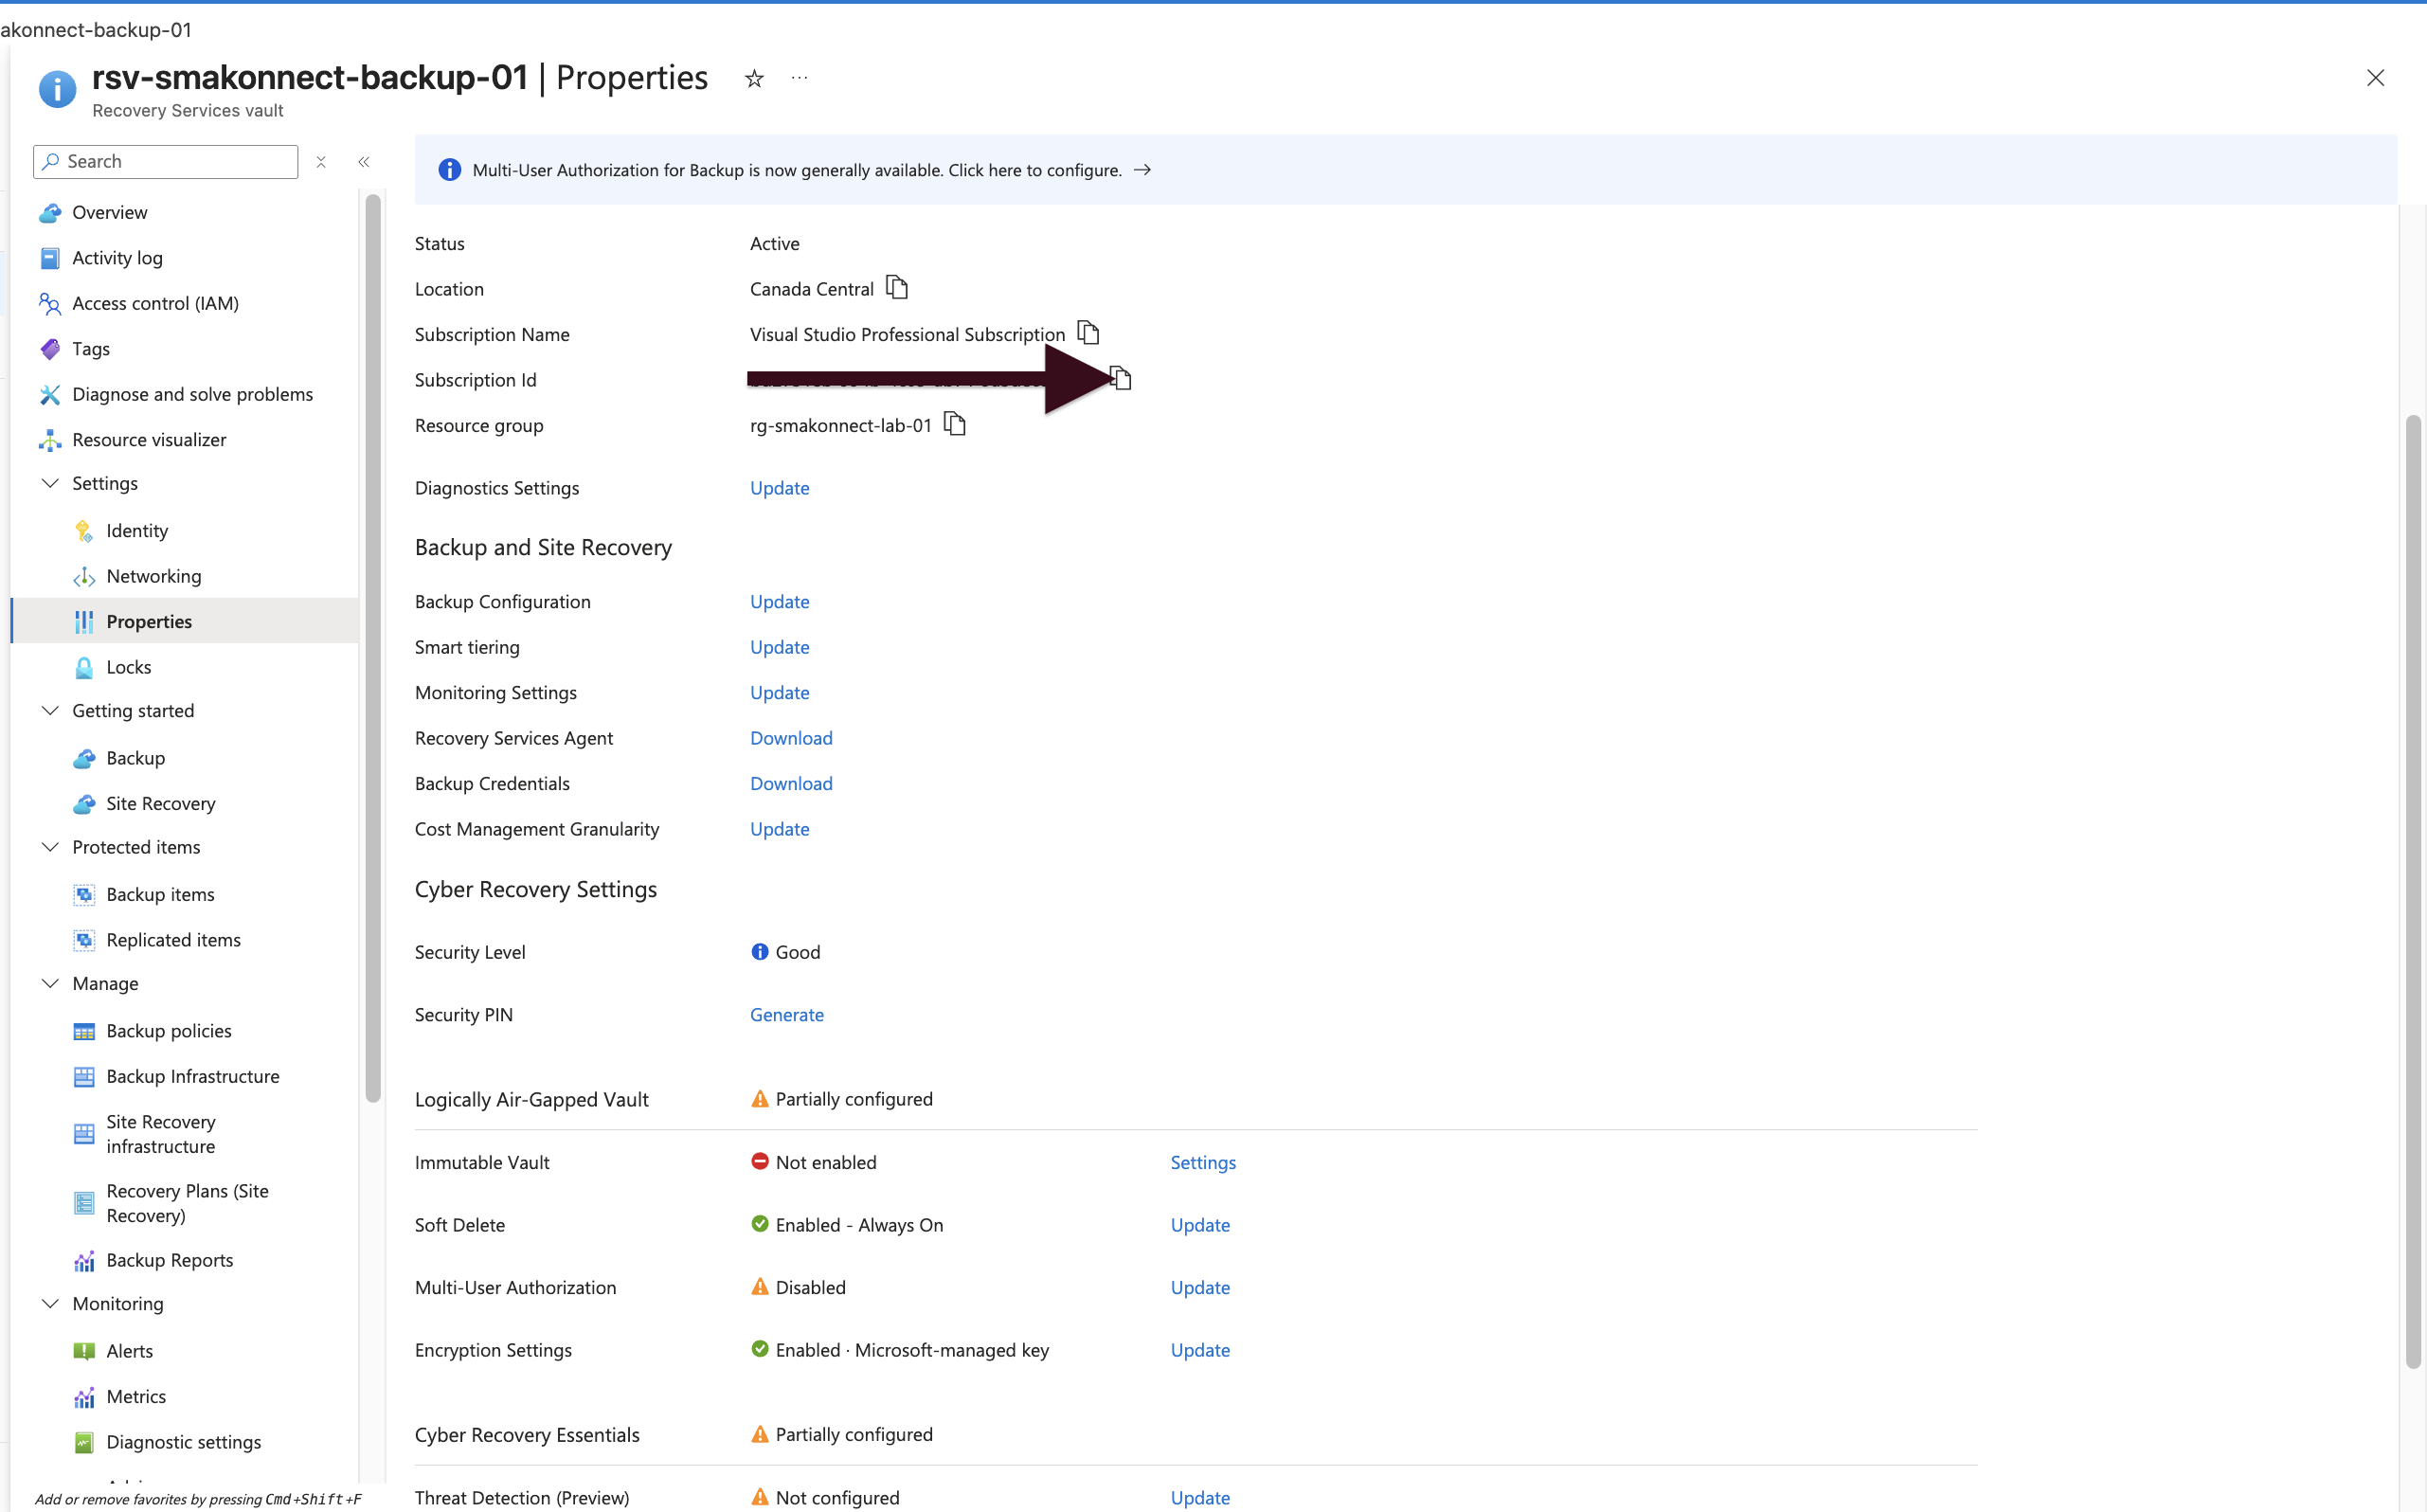 akonnect-backup-01
rsv-smakonnect-backup-01 | Properties
Recovery Services vault
Search
Multi-User Authorization for Backup is now generally available. Click here to configure. →
Overview
Activity log
Access control (IAM)
Tags
Diagnose and solve problems
Resource visualizer
Settings
Identity
Networking
Properties
Locks
Getting started
Backup
Site Recovery
Protected items
Backup items
Replicated items
Manage
Backup policies
Backup Infrastructure
Site Recovery
infrastructure
Recovery Plans (Site
Recovery)
Backup Reports
Monitoring
Alerts
Metrics
Diagnostic settings
Add or remove favorites by pressing Cmd+Shift+F
Status Active
Location Canada Central
Subscription Name Visual Studio Professional Subscription
Subscription Id
Resource group rg-smakonnect-lab-01
Diagnostics Settings Update
Backup and Site Recovery
Backup Configuration Update
Smart tiering Update
Monitoring Settings Update
Recovery Services Agent Download
Backup Credentials Download
Cost Management Granularity Update
Cyber Recovery Settings
Security Level Good
Security PIN Generate
Logically Air-Gapped Vault Partially configured
Immutable Vault Not enabled Settings
Soft Delete Enabled - Always On Update
Multi-User Authorization Disabled Update
Encryption Settings Enabled · Microsoft-managed key Update
Cyber Recovery Essentials Partially configured
Threat Detection (Preview) Not configured Update